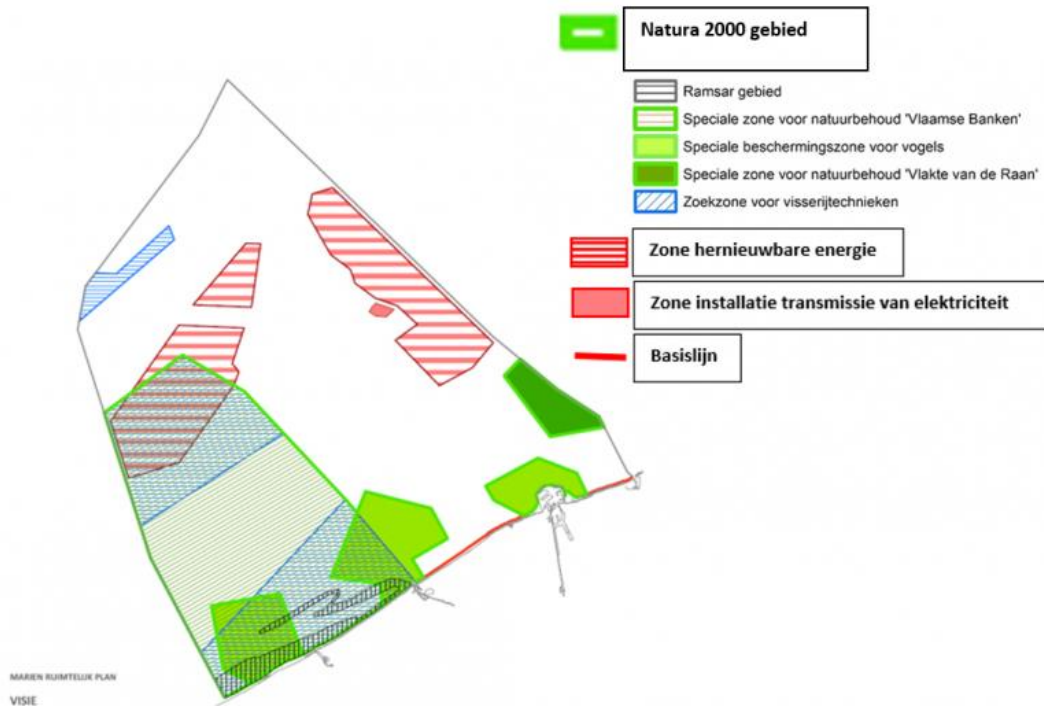 Natura 2000 gebied
Ramsar gebied
Speciale zone voor natuurbehoud 'Vlaamse Banken'
Speciale beschermingszone voor vogels
Speciale zone voor natuurbehoud 'Vlakte van de Raan'
Zoekzone voor visserijtechnieken
Zone hernieuwbare energie
Zone installatie transmissie van elektriciteit
Basislijn
MARIEN RUIMTELIJK PLAN
VISIE